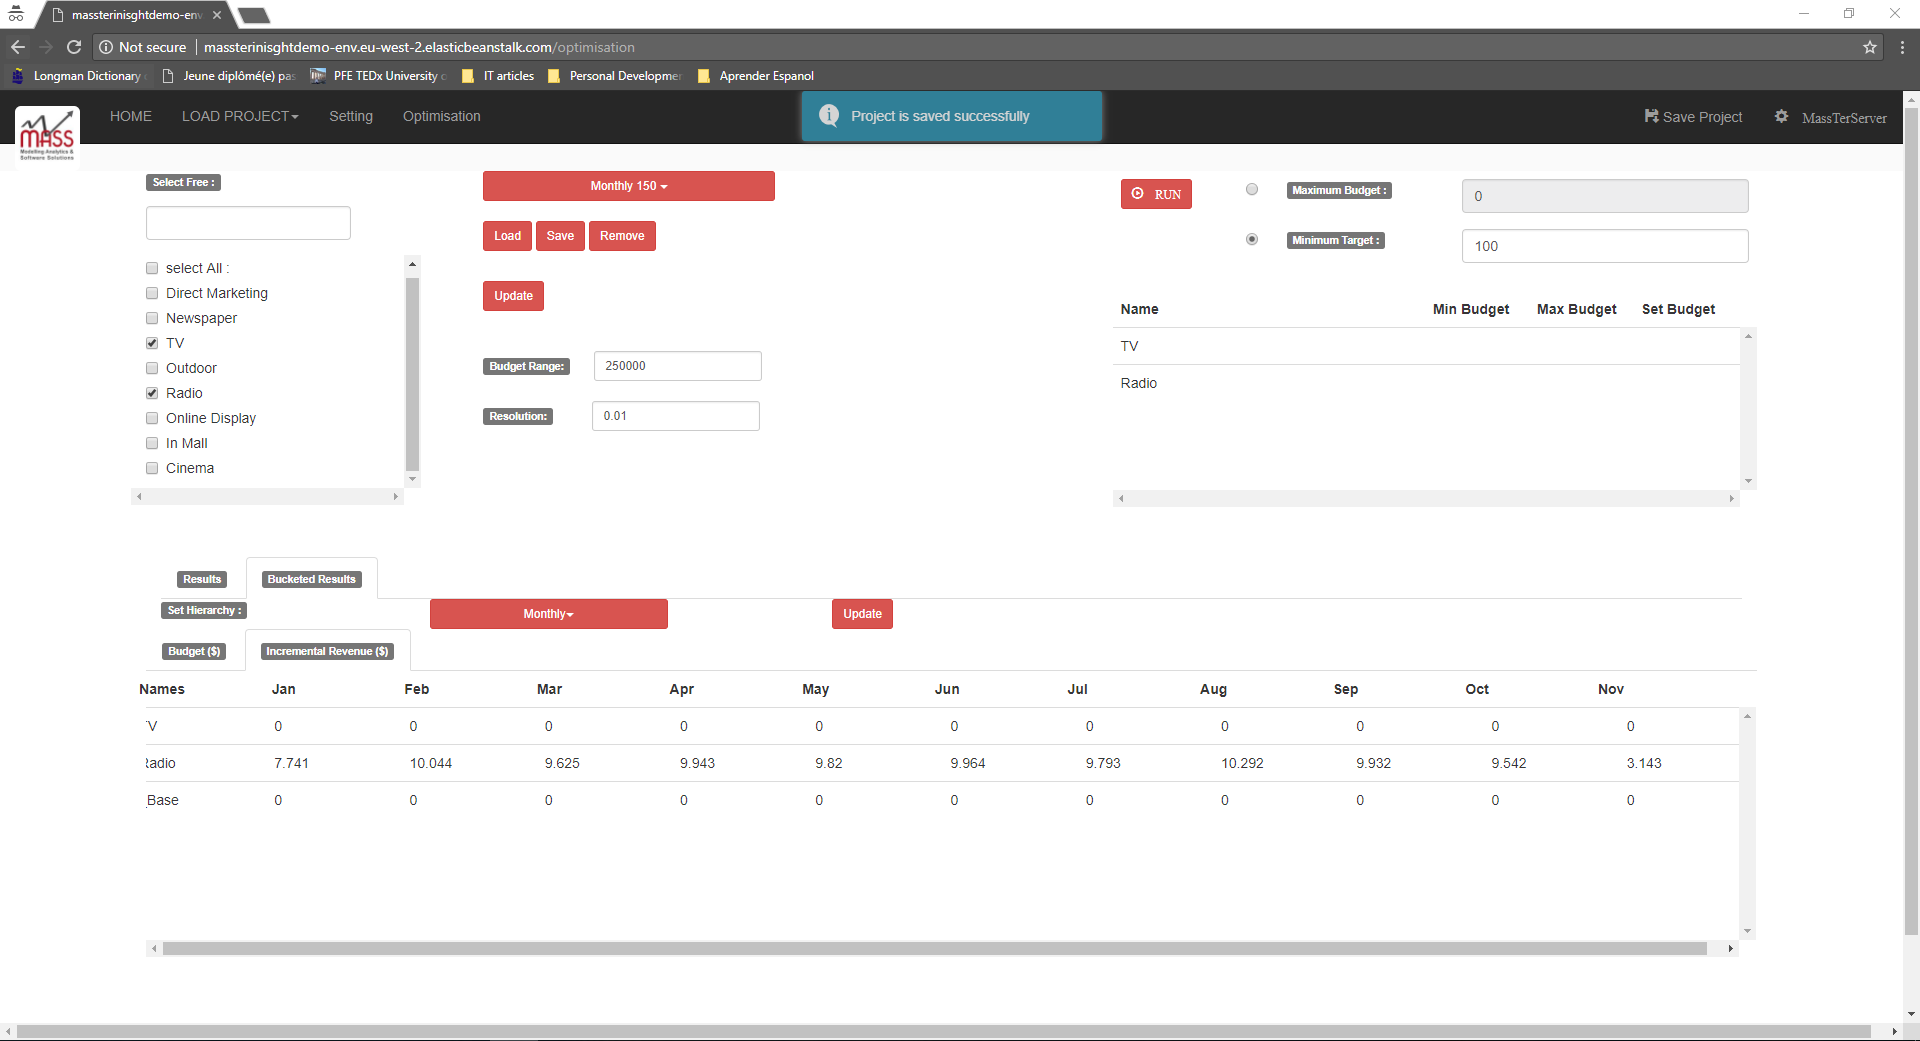 massterinisghtdemo-env
Not secure massterinisghtdemo-env.eu-west-2.elasticbeanstalk.com/optimisation
Longman Dictionary Jeune diplômé(e) pas PFE TEDx University o IT articles Personal Developme Aprender Espanol
MASS
Modelling Analytics &
Software Solutions
HOME LOAD PROJECT Setting Optimisation Project is saved successfully Save Project MassTerServer
Select Free :
Monthly 150
RUN Maximum Budget : 0
Load Save Remove
Minimum Target : 100
select All :
Direct Marketing
Newspaper
TV
Outdoor
Radio
Online Display
In Mall
Cinema
Update
Budget Range: 250000
Resolution: 0.01
Name Min Budget Max Budget Set Budget
TV
Radio
Results Bucketed Results
Set Hierarchy : Monthly Update
Budget ($) Incremental Revenue ($)
Names Jan Feb Mar Apr May Jun Jul Aug Sep Oct Nov
TV 0 0 0 0 0 0 0 0 0 0 0
Radio 7.741 10.044 9.625 9.943 9.82 9.964 9.793 10.292 9.932 9.542 3.143
_Base 0 0 0 0 0 0 0 0 0 0 0